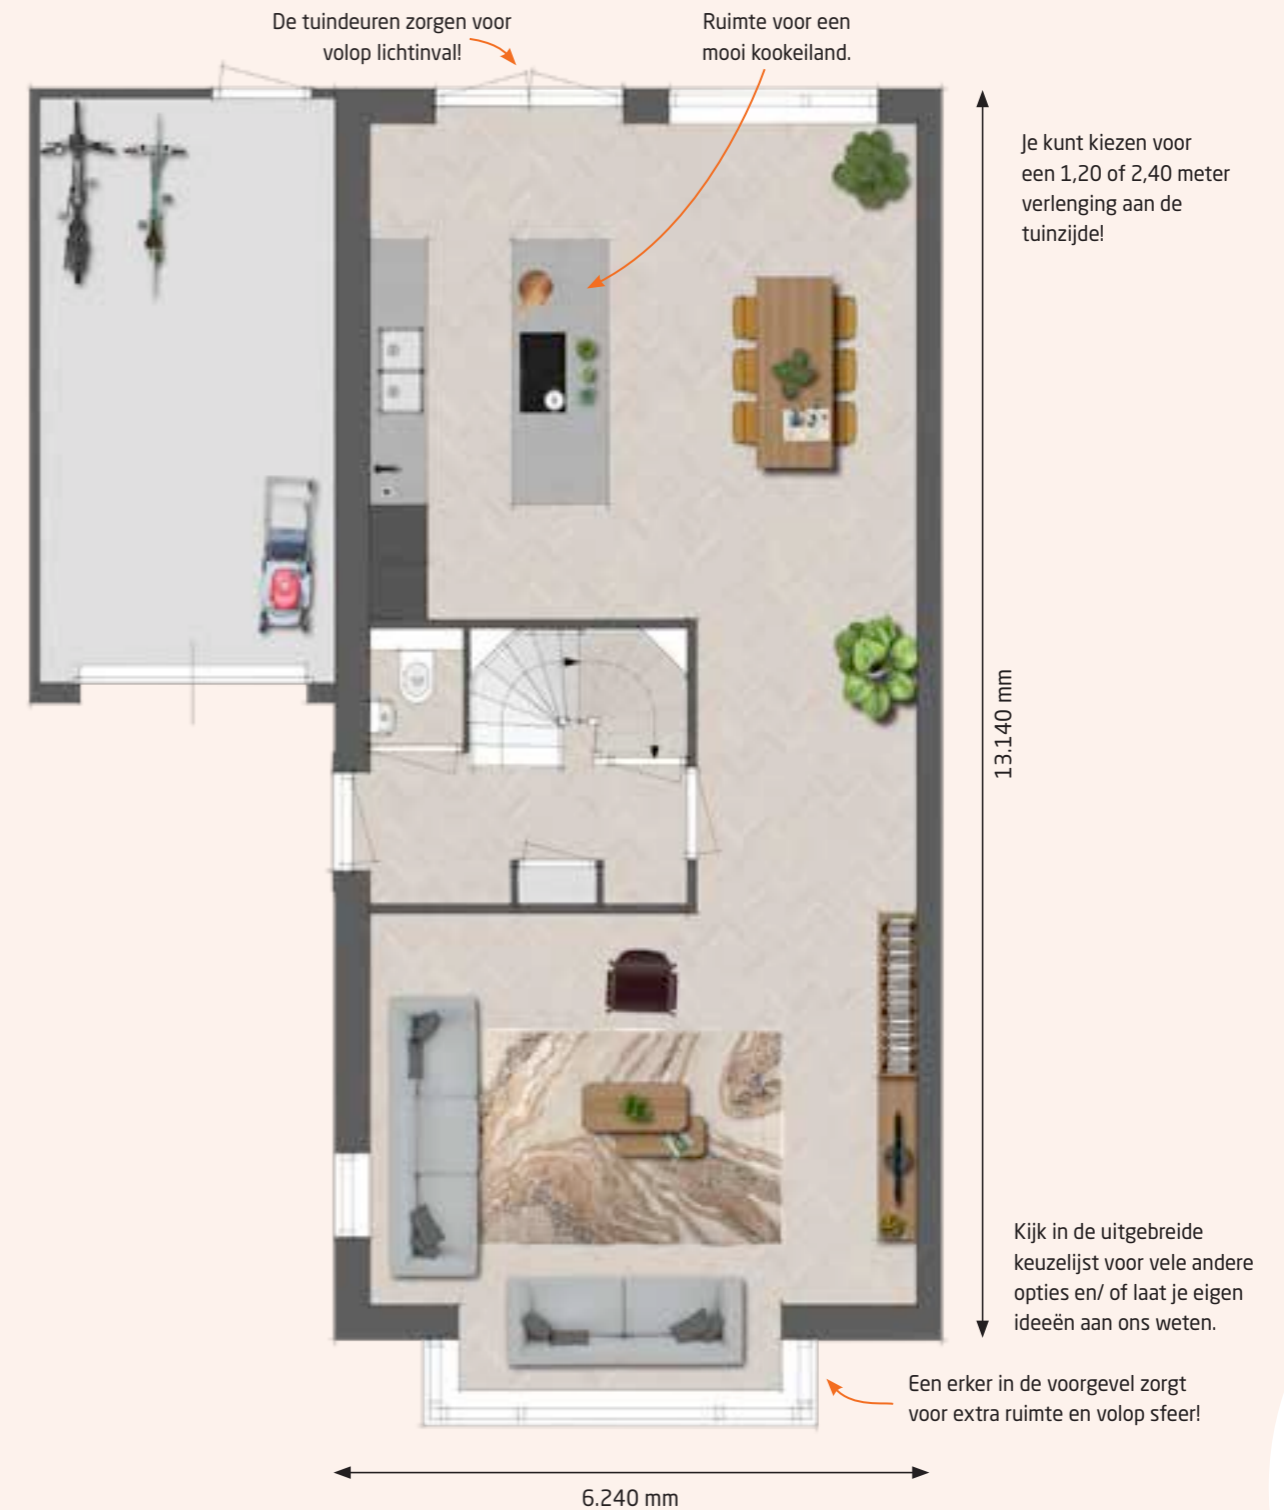 De tuindeuren zorgen voor
volop lichtinval!
Ruimte voor een
mooi kookeiland.
Je kunt kiezen voor
een 1,20 of 2,40 meter
verlenging aan de
tuinzijde!
13.140 mm
Kijk in de uitgebreide
keuzelijst voor vele andere
opties en/ of laat je eigen
ideeën aan ons weten.
Een erker in de voorgevel zorgt
voor extra ruimte en volop sfeer!
6.240 mm